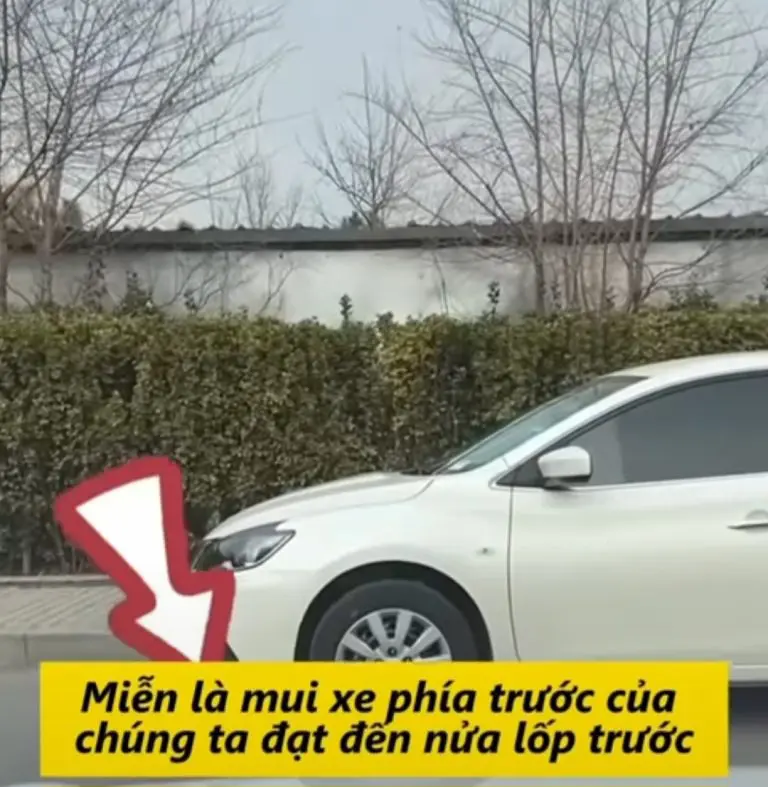 Miễn là mui xe phía trước của
chúng ta đạt đến nửa lốp trước